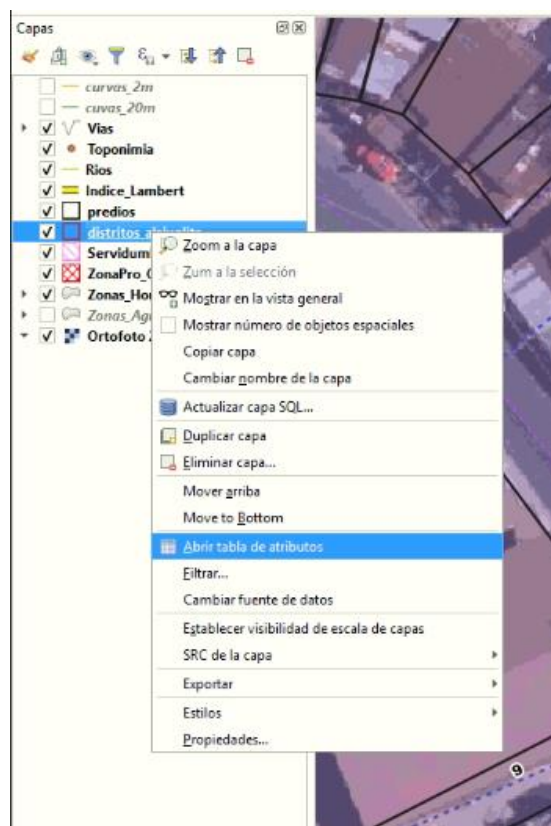 Capas
curvas_2m
cuvas_20m
Vias
Toponimia
Rios
Indice_Lambert
predios
Servidum
Zonas_Ho
Ortofoto
Zoom a la capa
Zum a la selección
Mostrar en la vista general
Mostrar número de objetos espaciales
Copiar capa
Cambiar nombre de la capa
Actualizar capa SQL...
Duplicar capa
Eliminar capa...
Mover arriba
Move to Bottom
Abrir tabla de atributos
Filtrar...
Cambiar fuente de datos
Establecer visibilidad de escala de capas
SRC de la capa
Exportar
Estilos
Propiedades...
9